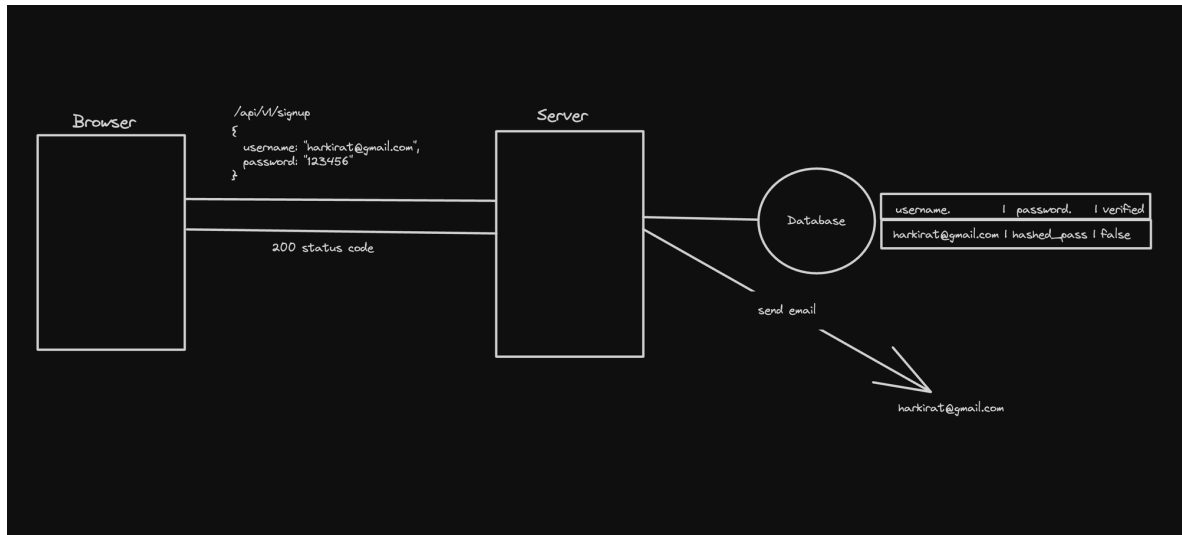 Browser
/api/v1/signup
{
username: "harkirat@gmail.com",
password: "123456"
}
200 status code
Server
Database
username. | password. | verified
harkirat@gmail.com | hashed_pass | false
send email
harkirat@gmail.com